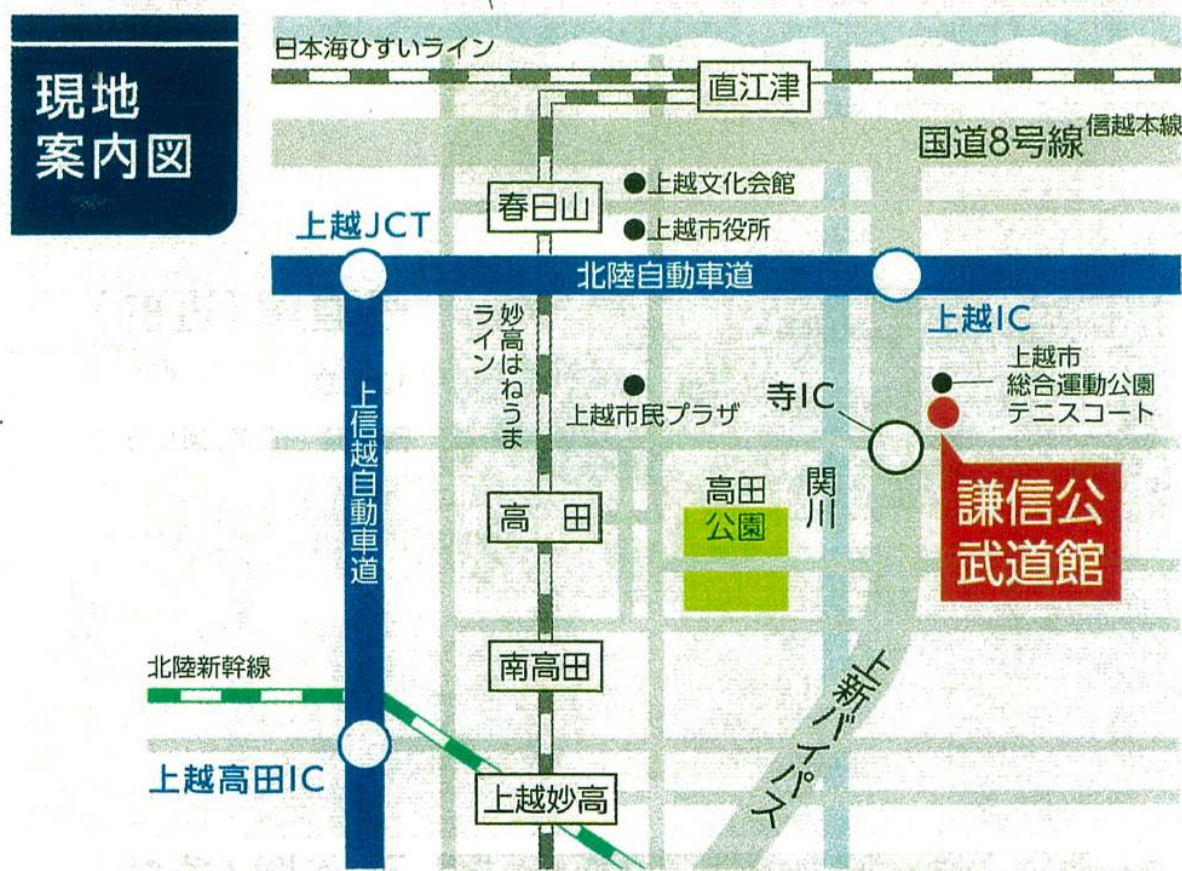 現地
案内図
日本海ひすいライン
直江津
国道8号線
信越本線
春日山
上越文化会館
上越市役所
上越JCT
北陸自動車道
上越IC
妙高はねうま
ライン
上越市
総合運動公園
テニスコート
上越市民プラザ
寺IC
上信越自動車道
高田
公園
関川
謙信公
武道館
高田
南高田
北陸新幹線
上新バイパス
上越高田IC
上越妙高